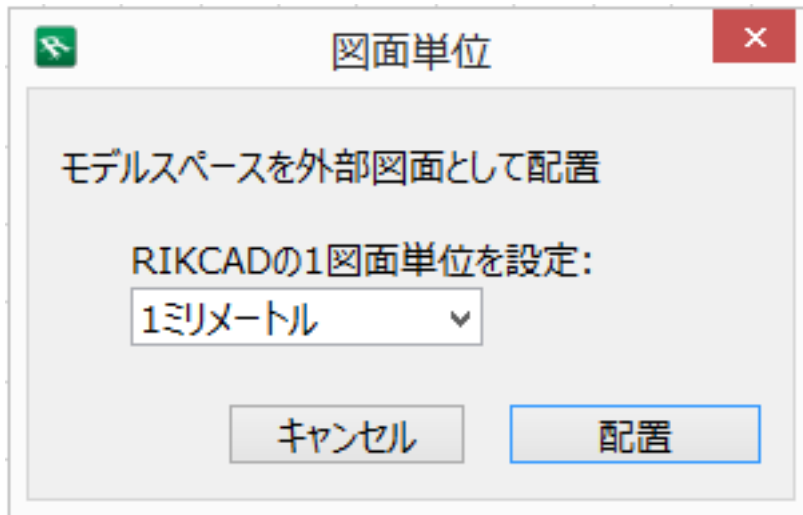 図面単位
モデルスペースを外部図面として配置
RIKCADの1図面単位を設定:
1ミリメートル
キャンセル
配置